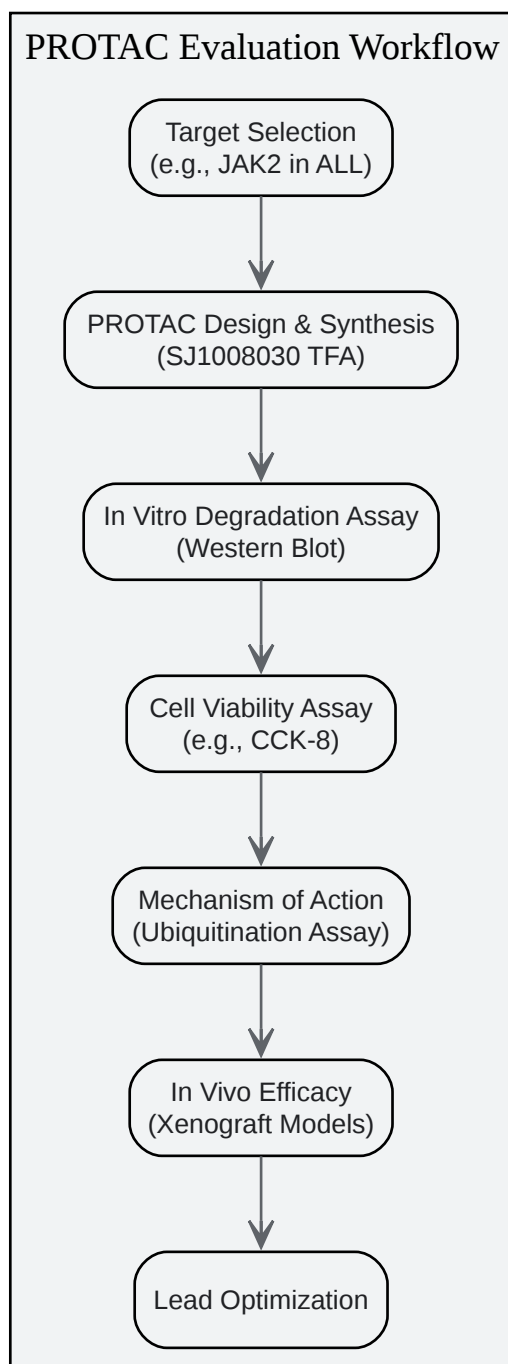 PROTAC Evaluation Workflow
Target Selection
(e.g., JAK2 in ALL)
PROTAC Design & Synthesis
(SJ1008030 TFA)
In Vitro Degradation Assay
(Western Blot)
Cell Viability Assay
(e.g., CCK-8)
Mechanism of Action
(Ubiquitination Assay)
In Vivo Efficacy
(Xenograft Models)
Lead Optimization